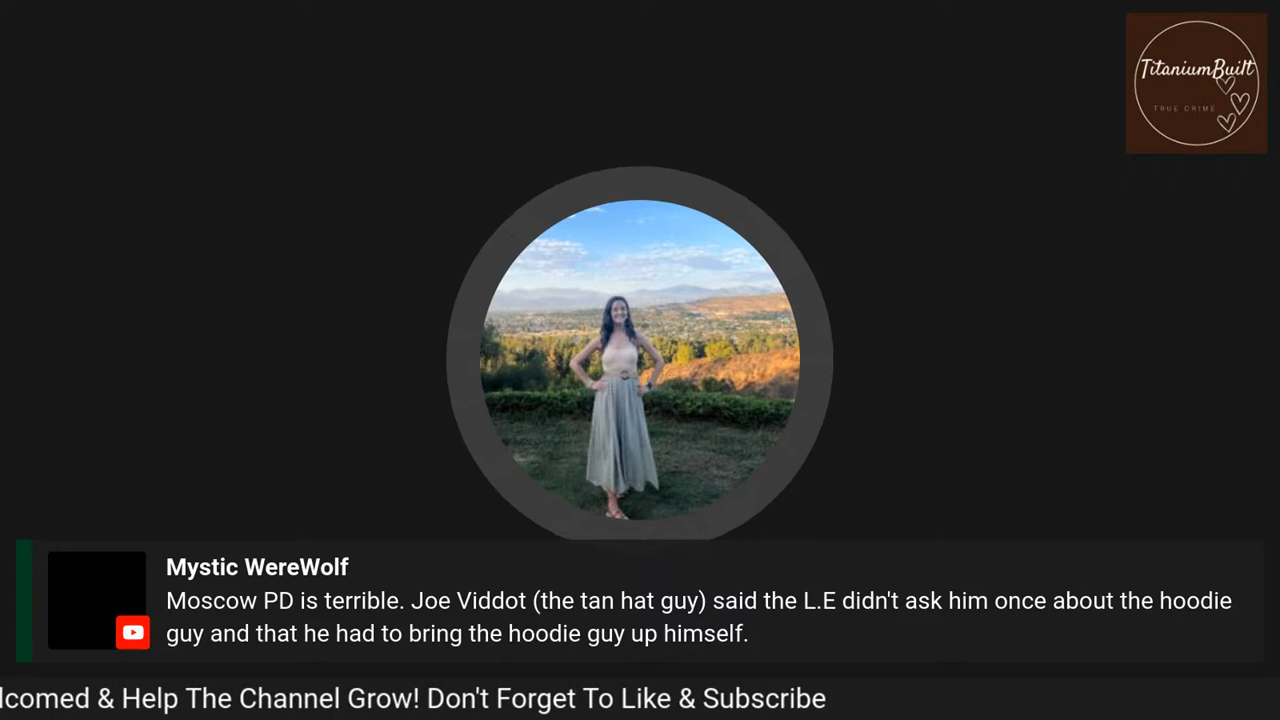 TitaniumBuilt
TRUE CRIME
Mystic WereWolf
Moscow PD is terrible. Joe Viddot (the tan hat guy) said the L.E didn't ask him once about the hoodie
guy and that he had to bring the hoodie guy up himself.
lcomed & Help The Channel Grow! Don't Forget To Like & Subscribe